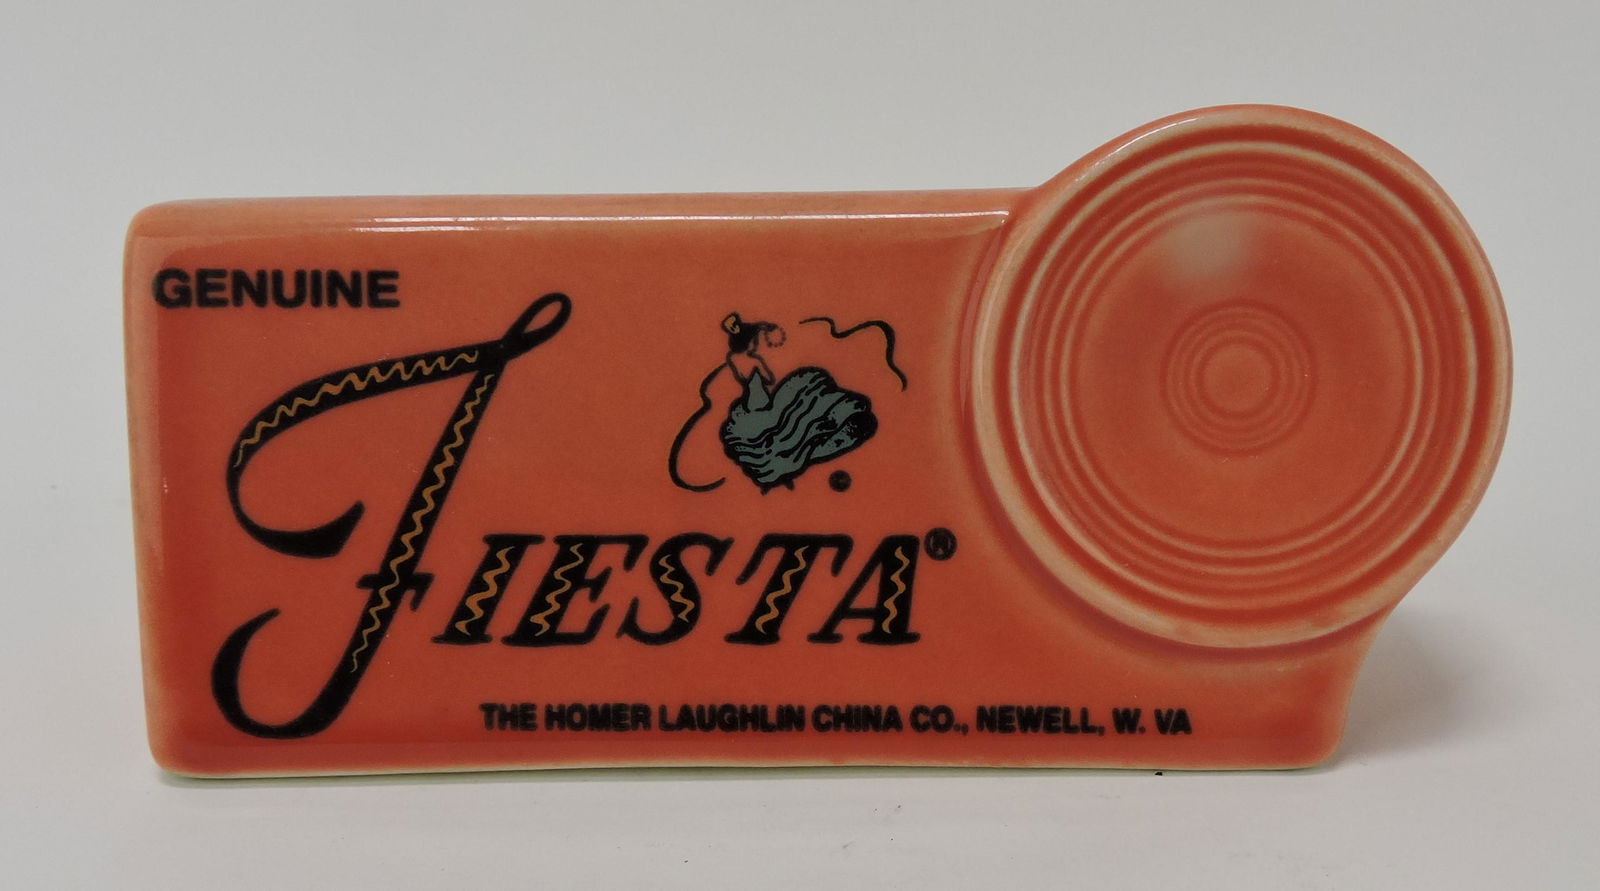 GENUINE
FIESTA®
THE HOMER LAUGHLIN CHINA CO., NEWELL, W. VA